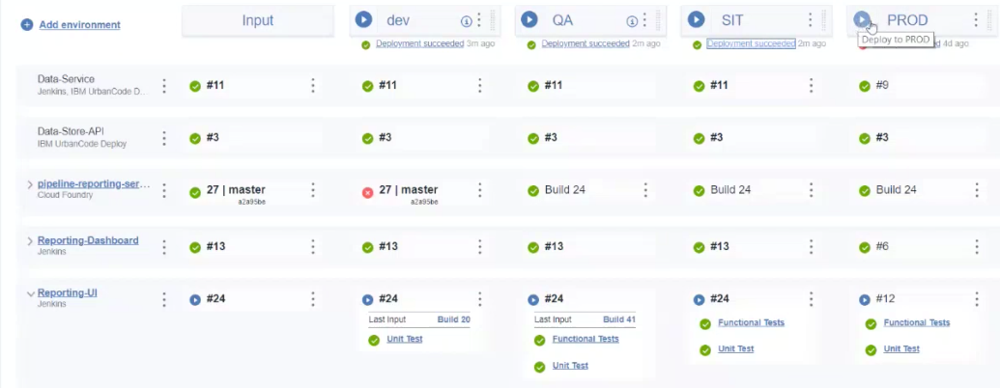 Add environment
Input
dev
QA
SIT
PROD
Deployment succeeded 3m ago
Deployment succeeded 2m ago
Deployment succeeded 2m ago
Deploy to PROD
4d ago
Data-Service
Jenkins, IBM UrbanCode D...
#11
#11
#11
#11
#9
Data-Store-API
IBM UrbanCode Deploy
#3
#3
#3
#3
#3
pipeline-reporting-ser...
Cloud Foundry
27 | master
a2a95be
27 | master
a2a95be
Build 24
Build 24
Build 24
Reporting-Dashboard
Jenkins
#13
#13
#13
#13
#6
Reporting-UI
Jenkins
#24
#24
Last Input Build 20
Unit Test
#24
Last Input Build 41
Functional Tests
Unit Test
#24
Functional Tests
Unit Test
#12
Functional Tests
Unit Test